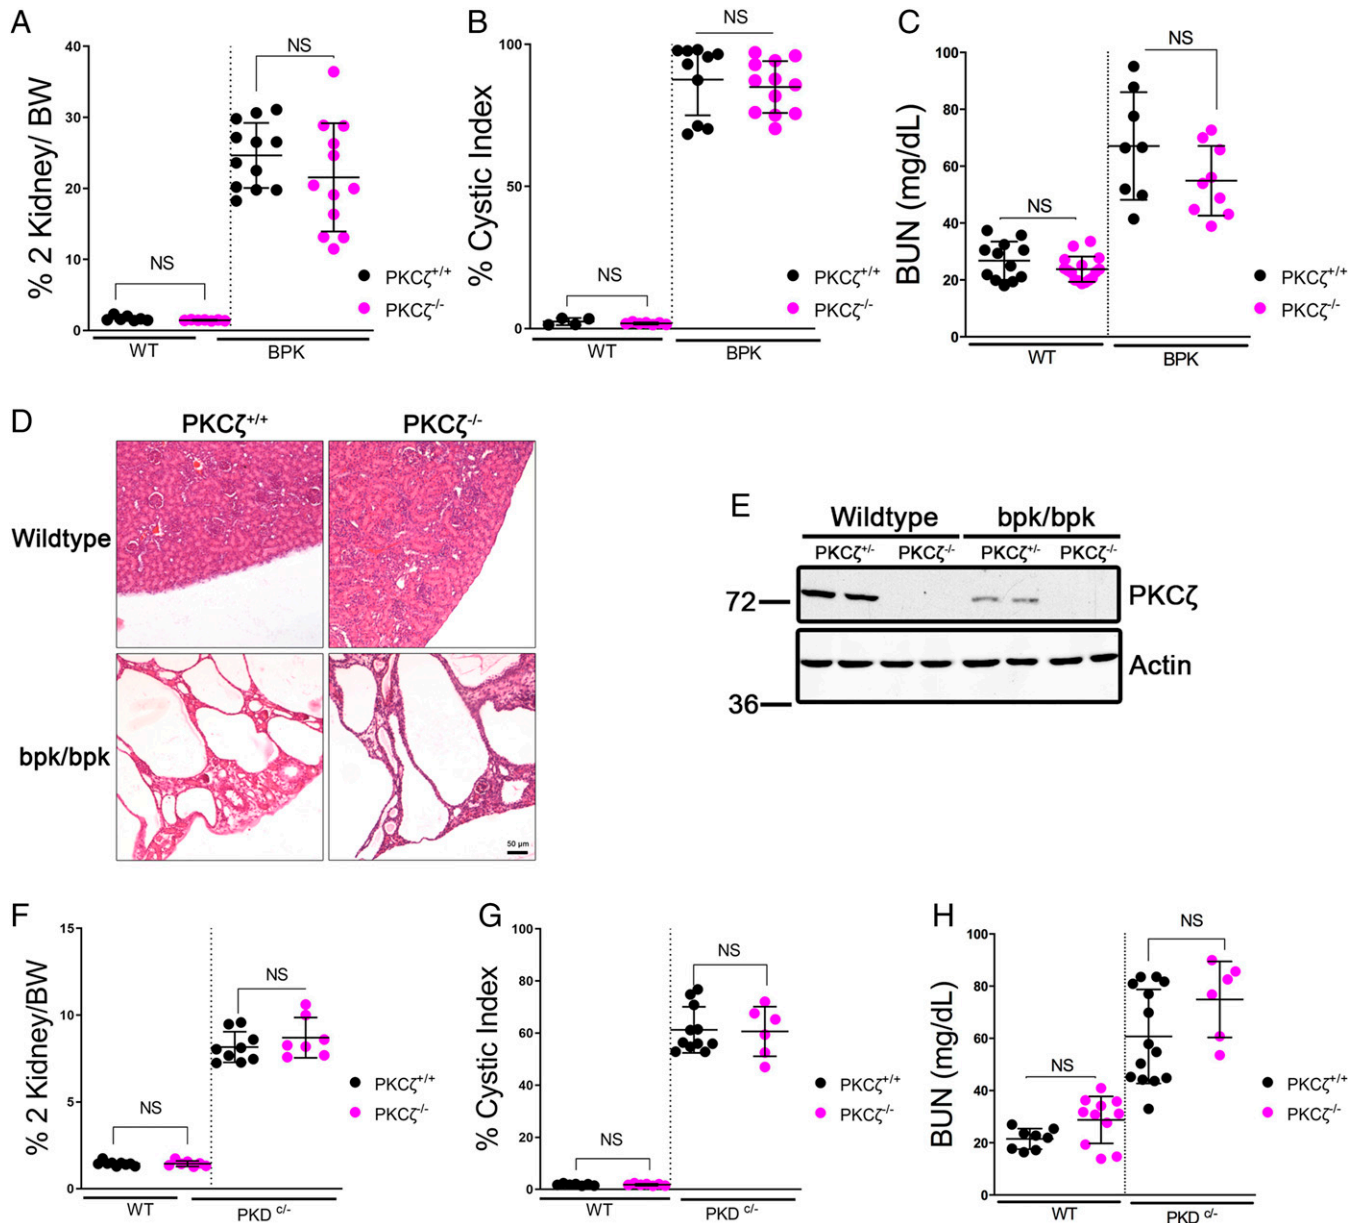 A
% 2 Kidney/ BW
40
30
20
10
0
NS
NS
WT
BPK
PKCζ+/+
PKCζ-/-
B
% Cystic Index
100
50
0
NS
NS
WT
BPK
PKCζ+/+
PKCζ-/-
C
BUN (mg/dL)
100
80
60
40
20
0
NS
NS
WT
BPK
PKCζ+/+
PKCζ-/-
D
PKCζ+/+ PKCζ-/-
Wildtype
bpk/bpk
50 µm
E
Wildtype bpk/bpk
PKCζ+/- PKCζ-/- PKCζ+/- PKCζ-/-
72
PKCζ
Actin
36
F
% 2 Kidney/BW
15
10
5
0
NS
NS
WT
PKD c/-
PKCζ+/+
PKCζ-/-
G
% Cystic Index
100
80
60
40
20
0
NS
NS
WT
PKD c/-
PKCζ+/+
PKCζ-/-
H
BUN (mg/dL)
100
80
60
40
20
0
NS
NS
WT
PKD c/-
PKCζ+/+
PKCζ-/-